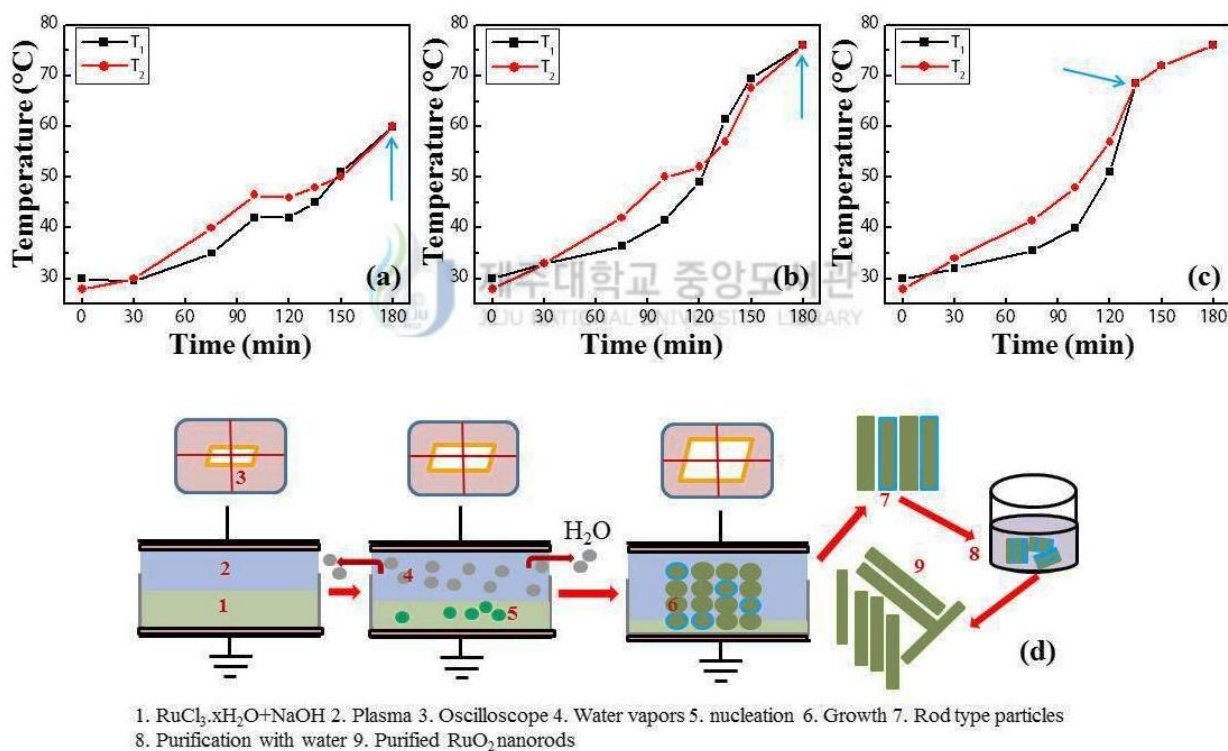 Temperature (°C)
80
70
60
50
40
30
T1
T2
(a)
0 30 60 90 120 150 180
Time (min)
Temperature (°C)
80
70
60
50
40
30
T1
T2
(b)
0 30 60 90 120 150 180
Time (min)
Temperature (°C)
80
70
60
50
40
30
T1
T2
(c)
0 30 60 90 120 150 180
Time (min)
제주대학교 중앙도서관
JEJU NATIONAL UNIVERSITY LIBRARY
JEJU
3
H2O
2
1
4
5
6
7
8
9
(d)
1. RuCl3.xH2O+NaOH 2. Plasma 3. Oscilloscope 4. Water vapors 5. nucleation 6. Growth 7. Rod type particles
8. Purification with water 9. Purified RuO2 nanorods